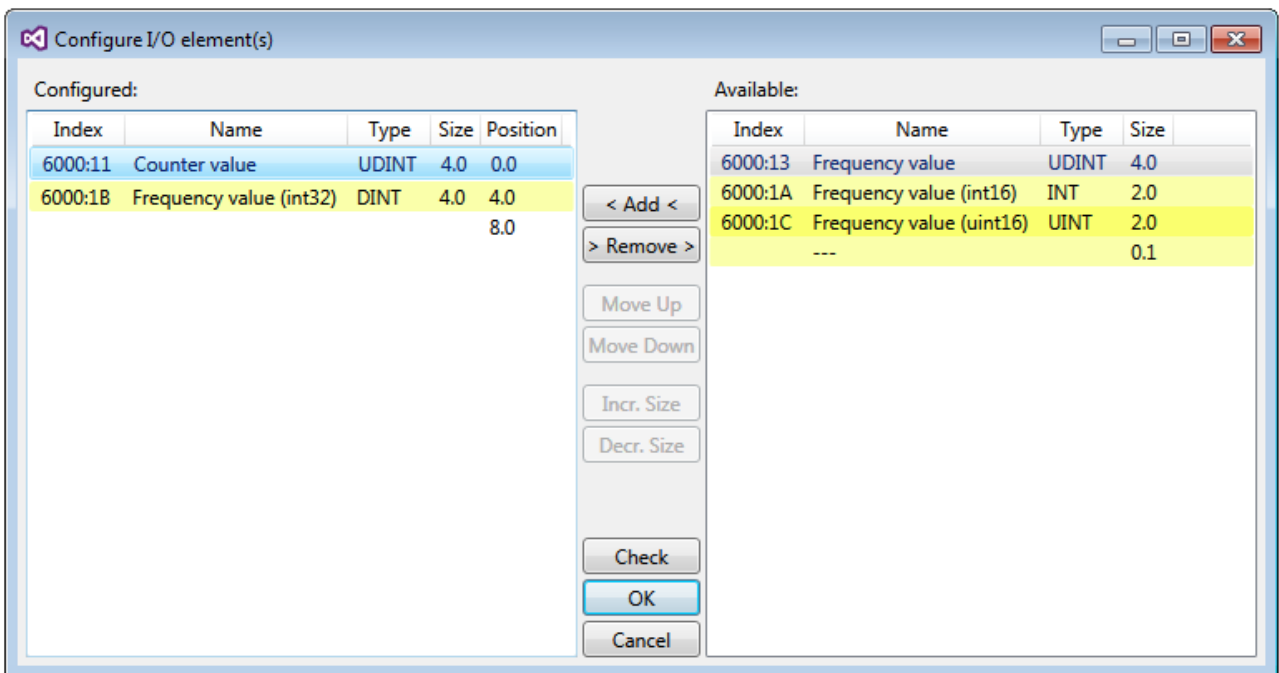 Configure I/O element(s)
Configured:
Index Name Type Size Position
6000:11 Counter value UDINT 4.0 0.0
6000:1B Frequency value (int32) DINT 4.0 4.0
8.0
< Add <
> Remove >
Move Up
Move Down
Incr. Size
Decr. Size
Check
OK
Cancel
Available:
Index Name Type Size
6000:13 Frequency value UDINT 4.0
6000:1A Frequency value (int16) INT 2.0
6000:1C Frequency value (uint16) UINT 2.0
--- 0.1